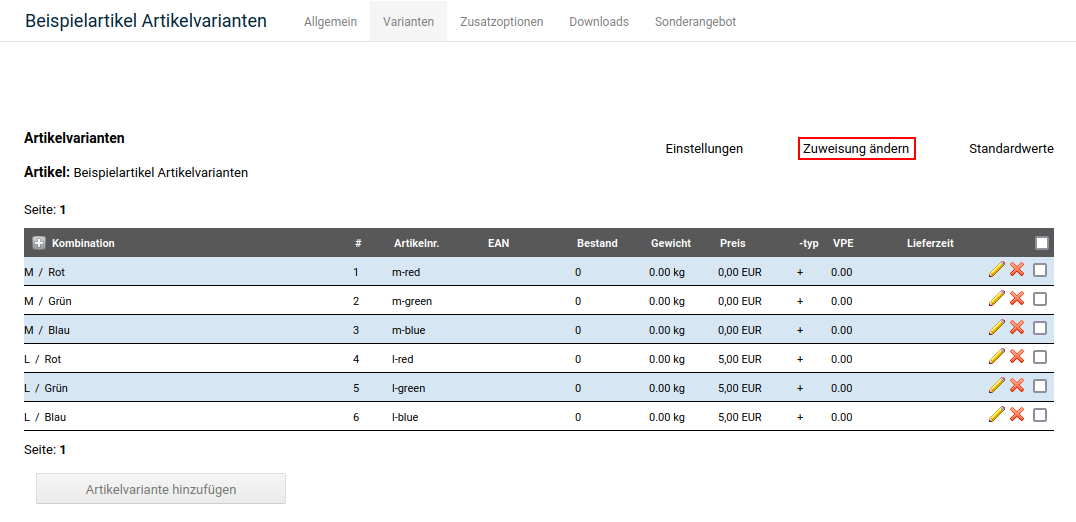 Beispielartikel Artikelvarianten Allgemein Varianten Zusatzoptionen Downloads Sonderangebot
Artikelvarianten
Einstellungen Zuweisung ändern Standardwerte
Artikel: Beispielartikel Artikelvarianten
Seite: 1
Kombination # Artikelnr. EAN Bestand Gewicht Preis -typ VPE Lieferzeit
M / Rot 1 m-red 0 0.00 kg 0,00 EUR + 0.00
M / Grün 2 m-green 0 0.00 kg 0,00 EUR + 0.00
M / Blau 3 m-blue 0 0.00 kg 0,00 EUR + 0.00
L / Rot 4 l-red 0 0.00 kg 5,00 EUR + 0.00
L / Grün 5 l-green 0 0.00 kg 5,00 EUR + 0.00
L / Blau 6 l-blue 0 0.00 kg 5,00 EUR + 0.00
Seite: 1
Artikelvariante hinzufügen